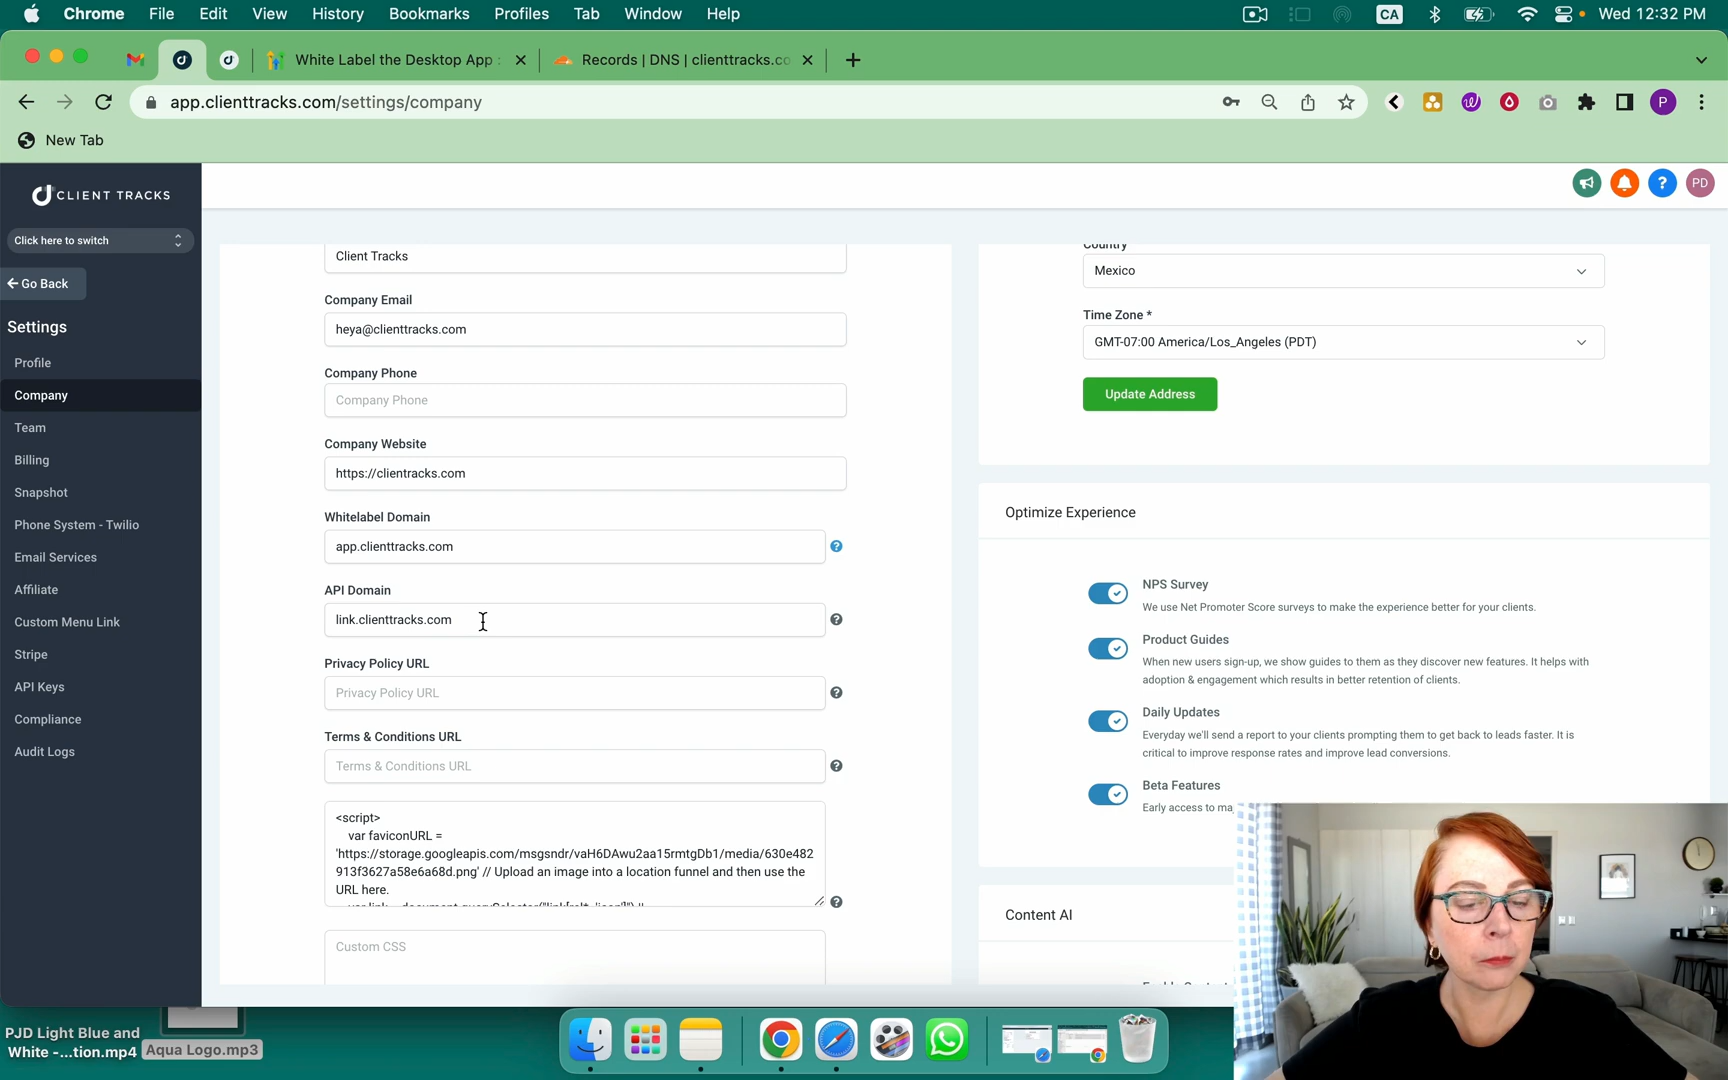 Chrome File Edit View History Bookmarks Profiles Tab Window Help CA Wed 12:32 PM
White Label the Desktop App : Records | DNS | clienttracks.co
app.clienttracks.com/settings/company P
New Tab
CLIENT TRACKS
PD
Click here to switch
Go Back
Settings
Profile
Company
Team
Billing
Snapshot
Phone System - Twilio
Email Services
Affiliate
Custom Menu Link
Stripe
API Keys
Compliance
Audit Logs
Client Tracks
Company Email
heya@clienttracks.com
Company Phone
Company Phone
Company Website
https://clientracks.com
Whitelabel Domain
app.clienttracks.com
API Domain
link.clienttracks.com
Privacy Policy URL
Privacy Policy URL
Terms & Conditions URL
Terms & Conditions URL
<script>
var faviconURL =
'https://storage.googleapis.com/msgsndr/vaH6DAwu2aa15rmtgDb1/media/630e482
913f3627a58e6a68d.png' // Upload an image into a location funnel and then use the
URL here.
Custom CSS
Country
Mexico
Time Zone *
GMT-07:00 America/Los_Angeles (PDT)
Update Address
Optimize Experience
NPS Survey
We use Net Promoter Score surveys to make the experience better for your clients.
Product Guides
When new users sign-up, we show guides to them as they discover new features. It helps with
adoption & engagement which results in better retention of clients.
Daily Updates
Everyday we'll send a report to your clients prompting them to get back to leads faster. It is
critical to improve response rates and improve lead conversions.
Beta Features
Early access to ma
Content AI
PJD Light Blue and
White -...tion.mp4
Aqua Logo.mp3